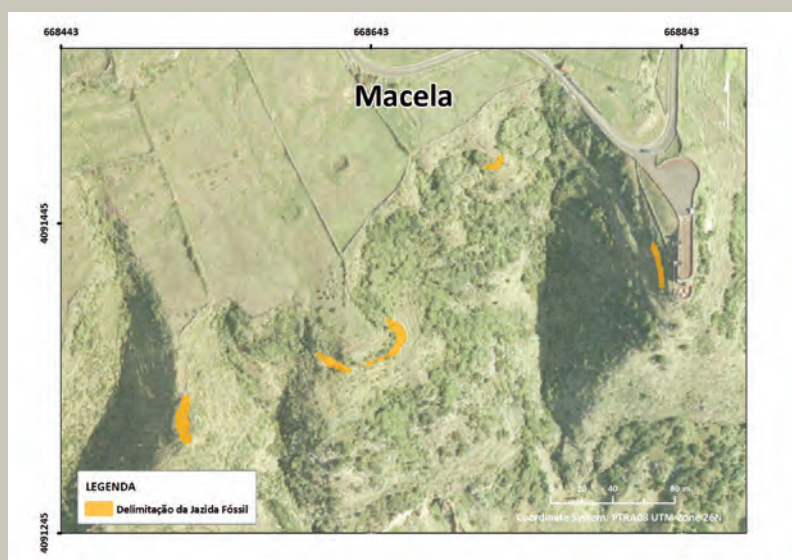 668443 668643 668843
Macela
4091445
4091245
LEGENDA
Delimitação da Jazida Fóssil
20 40 80 m
Coordinate System: PTRA08 UTM Zone 26N